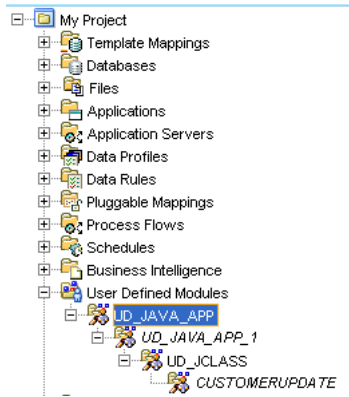 My Project
Template Mappings
Databases
Files
Applications
Application Servers
Data Profiles
Data Rules
Pluggable Mappings
Process Flows
Schedules
Business Intelligence
User Defined Modules
UD_JAVA_APP
UD_JAVA_APP_1
UD_JCLASS
CUSTOMERUPDATE